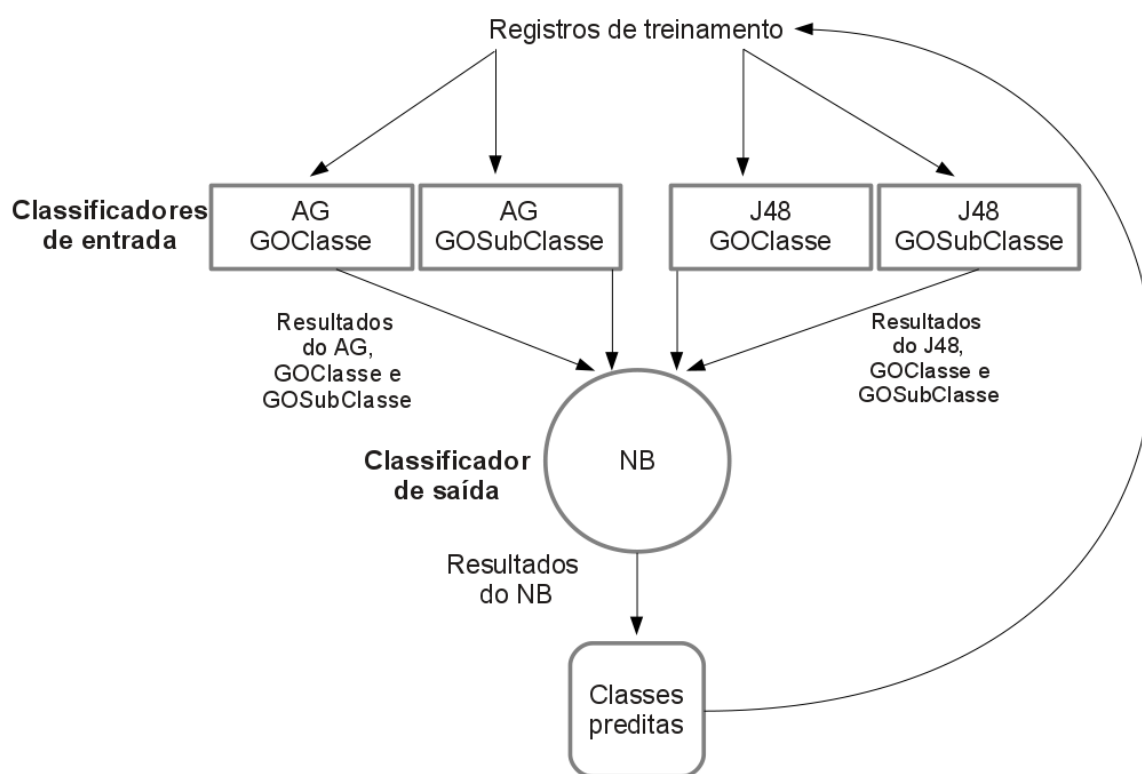 Registros de treinamento
Classificadores
de entrada
AG
GOClasse
AG
GOSubClasse
J48
GOClasse
J48
GOSubClasse
Resultados
do AG,
GOClasse e
GOSubClasse
Resultados
do J48,
GOClasse e
GOSubClasse
Classificador
de saída
NB
Resultados
do NB
Classes
preditas